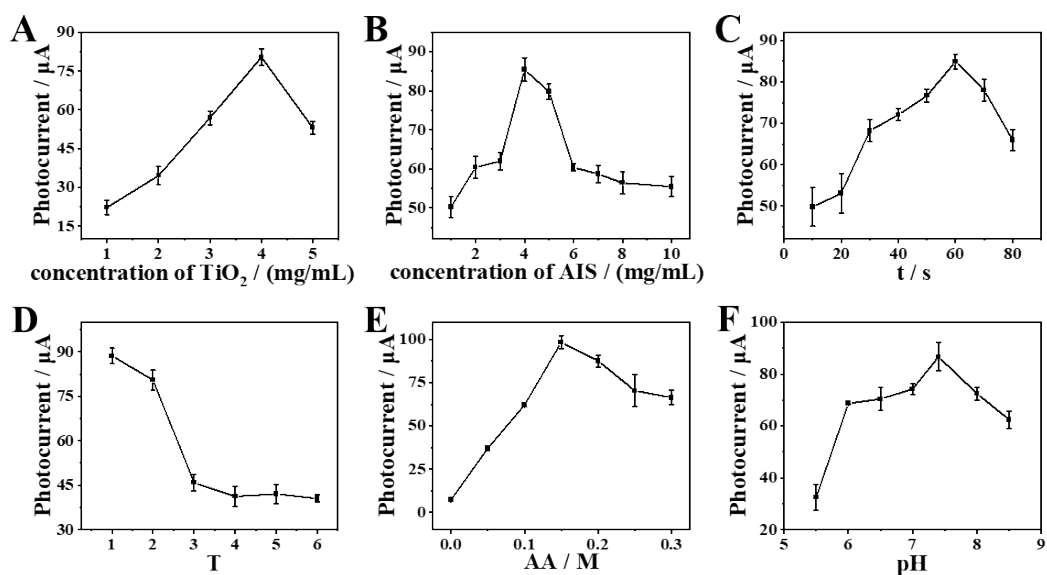 A
Photocurrent / μA
90
75
60
45
30
15
1 2 3 4 5
concentration of TiO₂ / (mg/mL)
B
Photocurrent / μA
90
80
70
60
50
2 4 6 8 10
concentration of AIS / (mg/mL)
C
Photocurrent / μA
90
80
70
60
50
0 20 40 60 80
t / s
D
Photocurrent / μA
90
75
60
45
30
1 2 3 4 5 6
T
E
Photocurrent / μA
100
75
50
25
0
0.0 0.1 0.2 0.3
AA / M
F
Photocurrent / μA
100
80
60
40
20
5 6 7 8 9
pH